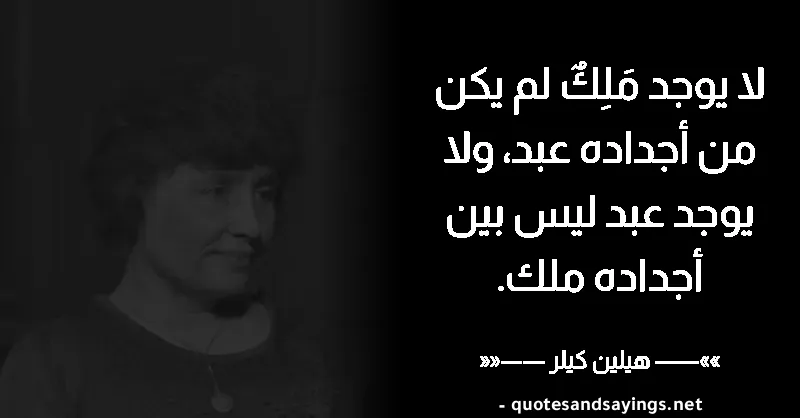 لا يوجد مَلِكٌ لم يكن
من أجداده عبد، ولا
يوجد عبد ليس بين
أجداده ملك.
»»—— هيلين كيلر ——««
- quotesandsayings.net